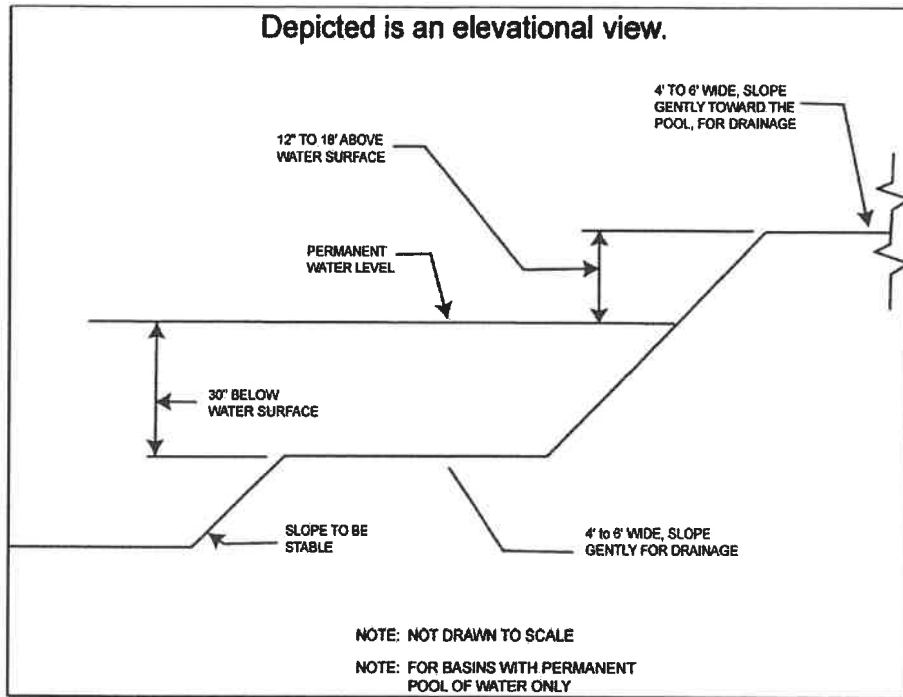 Depicted is an elevational view.
4' TO 6' WIDE, SLOPE
GENTLY TOWARD THE
POOL, FOR DRAINAGE
12" TO 18' ABOVE
WATER SURFACE
PERMANENT
WATER LEVEL
30" BELOW
WATER SURFACE
SLOPE TO BE
STABLE
4' to 6' WIDE, SLOPE
GENTLY FOR DRAINAGE
NOTE: NOT DRAWN TO SCALE
NOTE: FOR BASINS WITH PERMANENT
POOL OF WATER ONLY